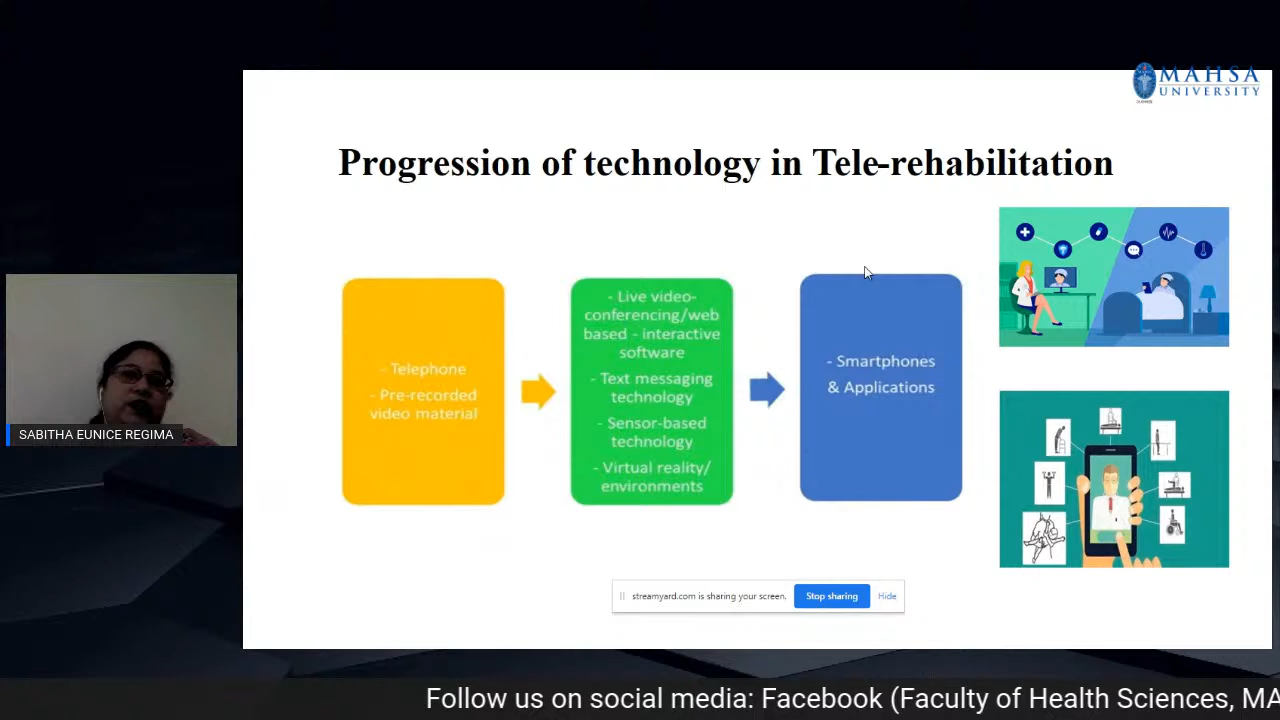 MAHSA
UNIVERSITY
Progression of technology in Tele-rehabilitation
- Telephone
- Pre-recorded
video material
- Live video-
conferencing/web
based - interactive
software
- Text messaging
technology
- Sensor-based
technology
- Virtual reality/
environments
- Smartphones
& Applications
SABITHA EUNICE REGIMA
streamyard.com is sharing your screen.
Stop sharing
Hide
Follow us on social media: Facebook (Faculty of Health Sciences, MA